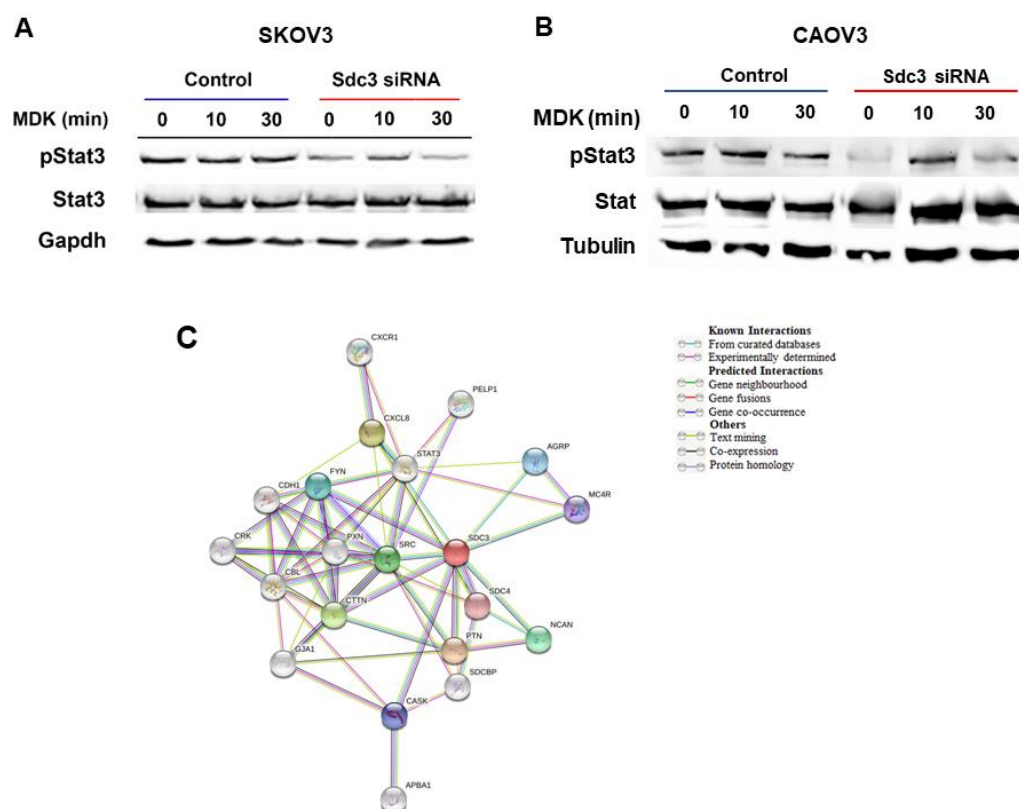 A
SKOV3
Control Sdc3 siRNA
MDK (min) 0 10 30 0 10 30
pStat3
Stat3
Gapdh
B
CAOV3
Control Sdc3 siRNA
MDK (min) 0 10 30 0 10 30
pStat3
Stat
Tubulin
C
CXCR1
PELP1
CXCL8
STAT3
AGRP
FYN
MC4R
CDH1
CRK
PXN
SRC
SDC3
CBL
CTTN
SDC4
NCAN
PTN
GJA1
SDCBP
CASK
APBA1
Known Interactions
From curated databases
Experimentally determined
Predicted Interactions
Gene neighbourhood
Gene fusions
Gene co-occurrence
Others
Text mining
Co-expression
Protein homology